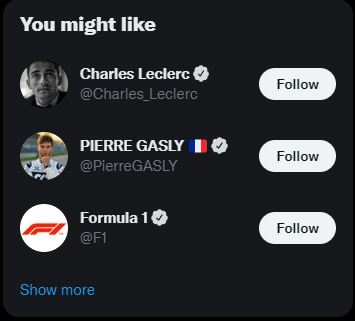 You might like
Charles Leclerc
@Charles_Leclerc
Follow
PIERRE GASLY 🇫🇷
@PierreGASLY
Follow
Formula 1
@F1
Follow
Show more